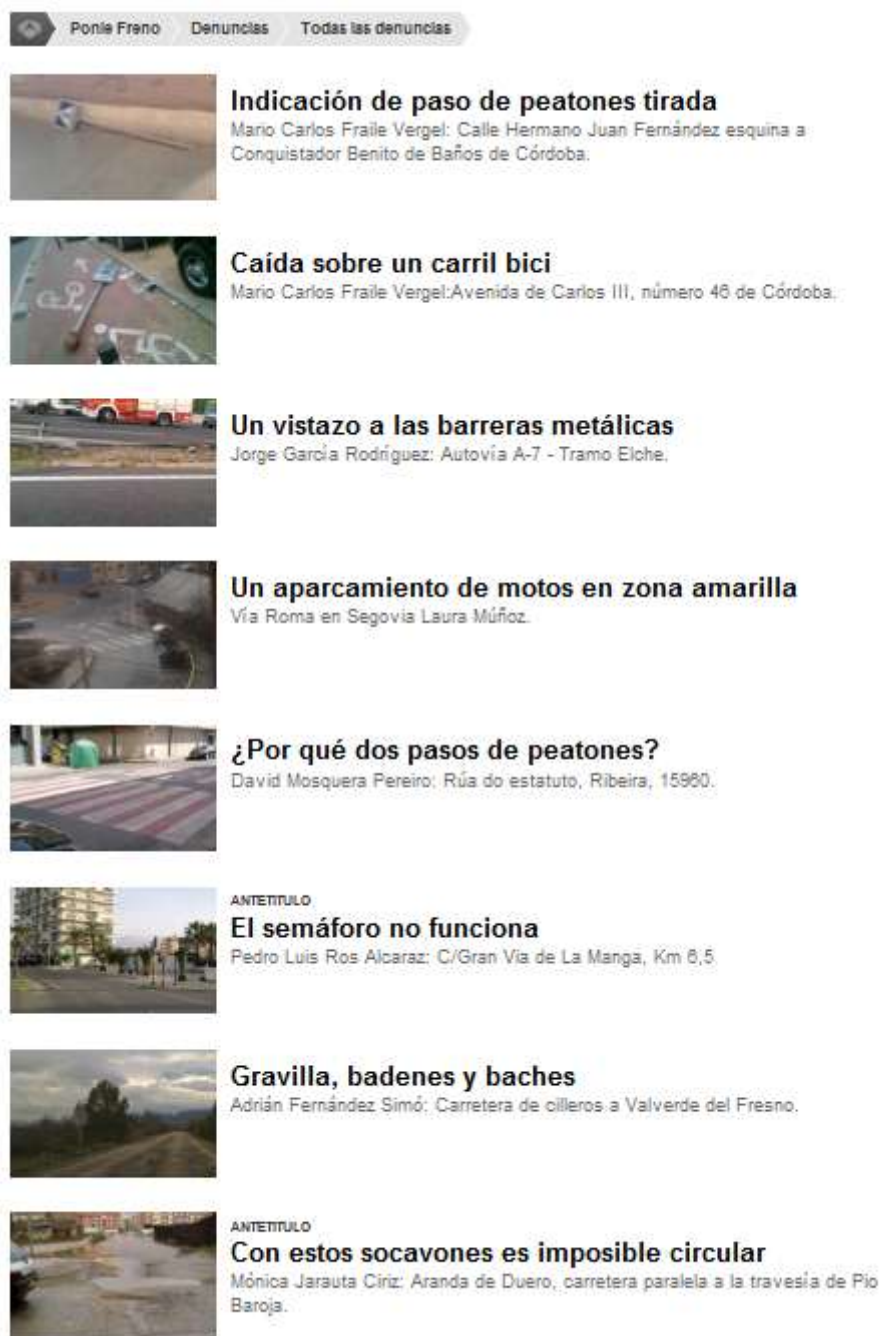 Ponle Freno Denuncias Todas las denuncias
Indicación de paso de peatones tirada
Mario Carlos Fraile Vergel: Calle Hermano Juan Fernández esquina a
Conquistador Benito de Baños de Córdoba.
Caída sobre un carril bici
Mario Carlos Fraile Vergel:Avenida de Carlos III, número 46 de Córdoba.
Un vistazo a las barreras metálicas
Jorge García Rodríguez: Autovía A-7 - Tramo Elche.
Un aparcamiento de motos en zona amarilla
Vía Roma en Segovia Laura Múñoz.
¿Por qué dos pasos de peatones?
David Mosquera Pereiro: Rúa do estatuto, Ribeira, 15960.
ANTETITULO
El semáforo no funciona
Pedro Luis Ros Alcaraz: C/Gran Vía de La Manga, Km 6,5
Gravilla, badenes y baches
Adrián Fernández Simó: Carretera de cilleros a Valverde del Fresno.
ANTETITULO
Con estos socavones es imposible circular
Mónica Jarauta Ciriz: Aranda de Duero, carretera paralela a la travesía de Pio
Baroja.